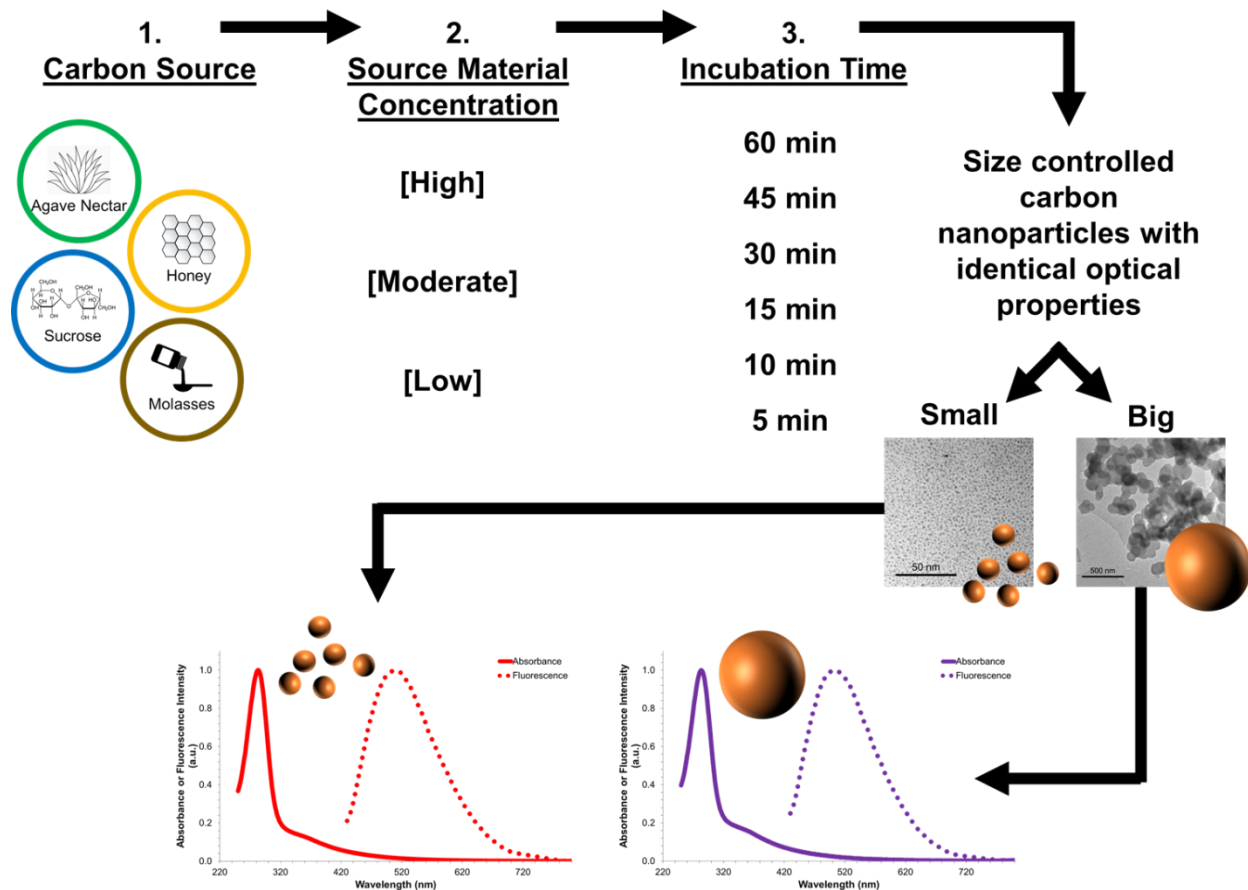 1.
Carbon Source
2.
Source Material
Concentration
3.
Incubation Time
Agave Nectar
Honey
CH₂OH
CH₂OH
CH₂OH
Sucrose
Molasses
[High]
[Moderate]
[Low]
60 min
45 min
30 min
15 min
10 min
5 min
Size controlled
carbon
nanoparticles with
identical optical
properties
Small
Big
50 nm
500 nm
Absorbance or Fluorescence Intensity
(a.u.)
1.0
0.8
0.6
0.4
0.2
0.0
220
320
420
520
620
720
Wavelength (nm)
Absorbance
Fluorescence
Absorbance or Fluorescence Intensity
(a.u.)
1.0
0.8
0.6
0.4
0.2
0.0
220
320
420
520
620
720
Wavelength (nm)
Absorbance
Fluorescence